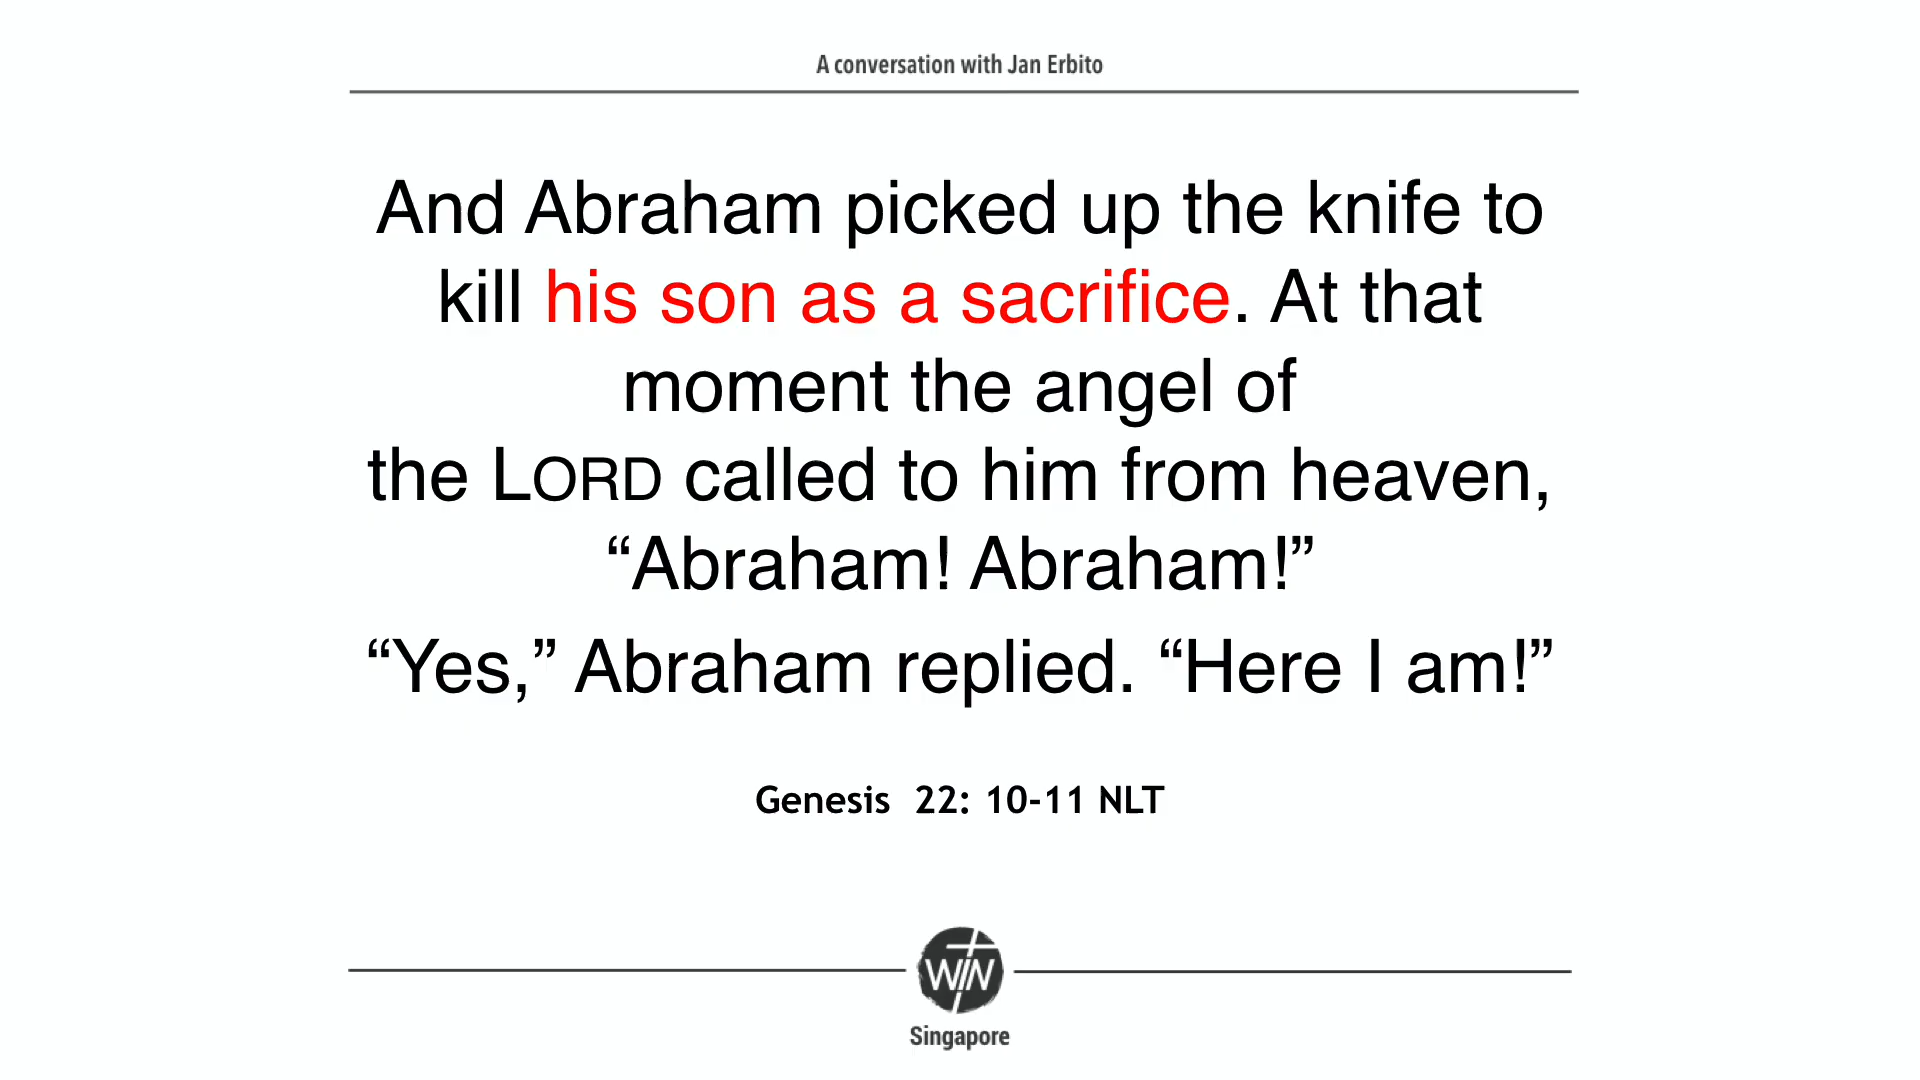 A conversation with Jan Erbito
And Abraham picked up the knife to
kill his son as a sacrifice. At that
moment the angel of
the LORD called to him from heaven,
“Abraham! Abraham!”
“Yes,” Abraham replied. “Here I am!”
Genesis  22: 10-11 NLT
WIN
Singapore